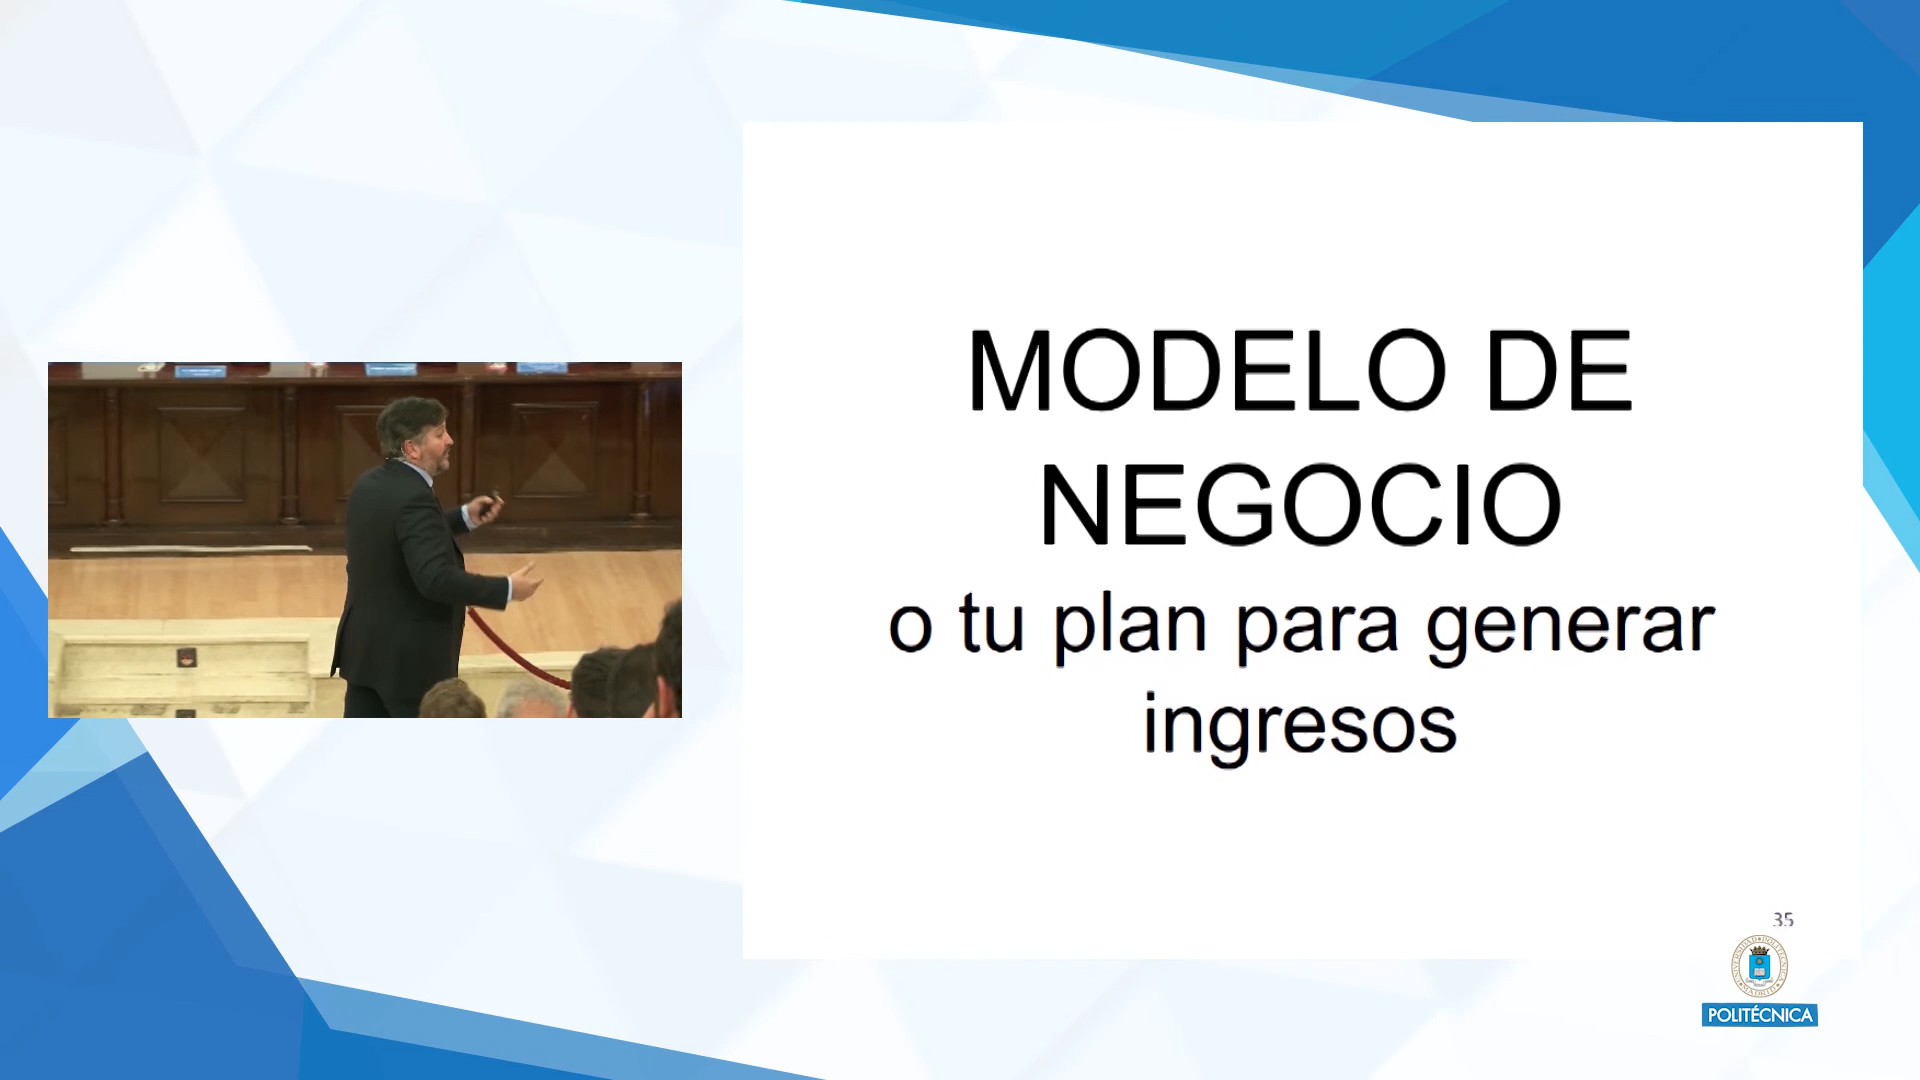 MODELO DE
NEGOCIO
o tu plan para generar
ingresos
35
POLITÉCNICA